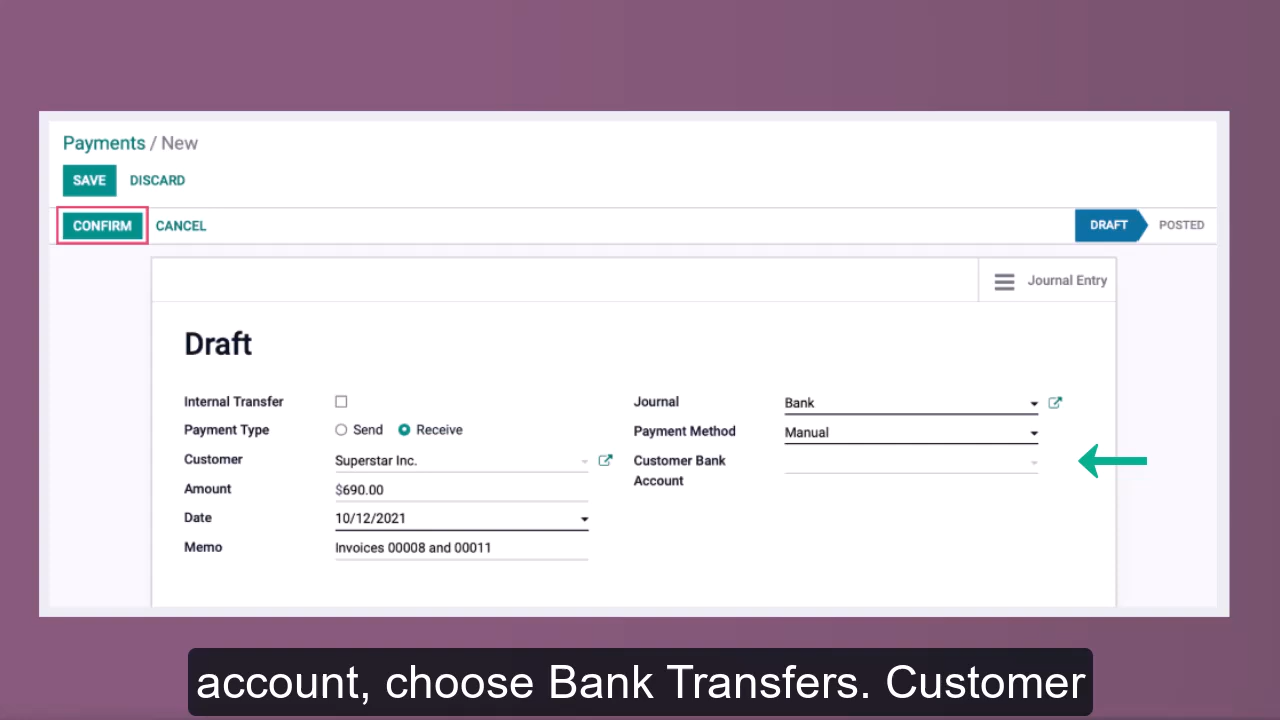 Payments / New
SAVE DISCARD
CONFIRM CANCEL DRAFT POSTED
Journal Entry
Draft
Internal Transfer Journal Bank
Payment Type Send Receive Payment Method Manual
Customer Superstar Inc. Customer Bank Account
Amount $690.00
Date 10/12/2021
Memo Invoices 00008 and 00011
account, choose Bank Transfers. Customer